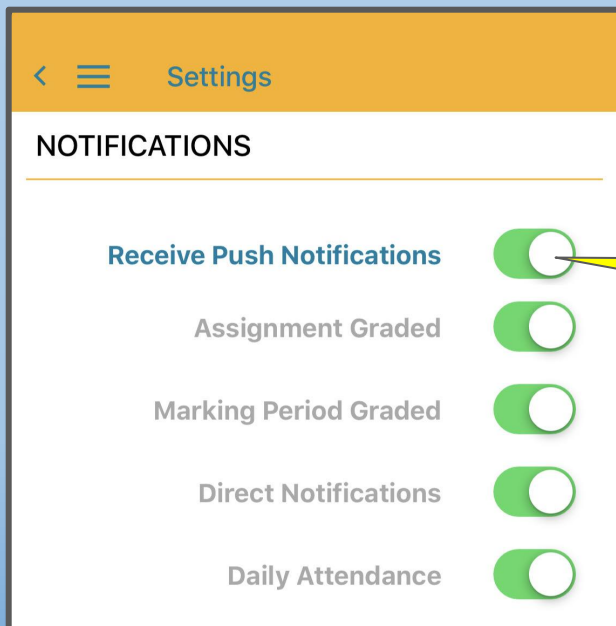 Settings
NOTIFICATIONS
Receive Push Notifications
Assignment Graded
Marking Period Graded
Direct Notifications
Daily Attendance